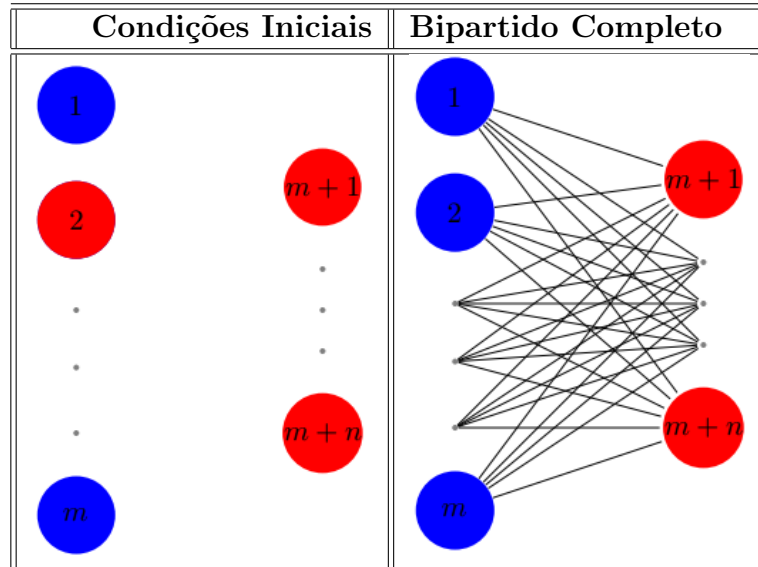 Condições Iniciais
Bipartido Completo
1
2
m
m + 1
m + n
1
2
m
m + 1
m + n